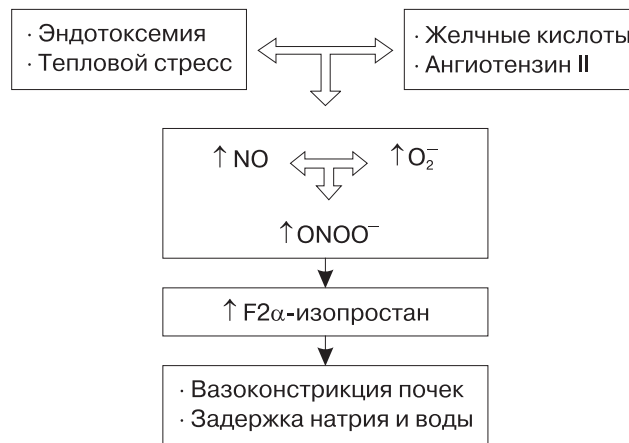 · Эндотоксемия
· Тепловой стресс
· Желчные кислоты
· Ангиотензин II
↑ NO
↑ O₂⁻
↑ ONOO⁻
↑ F2α-изопростан
· Вазоконстрикция почек
· Задержка натрия и воды